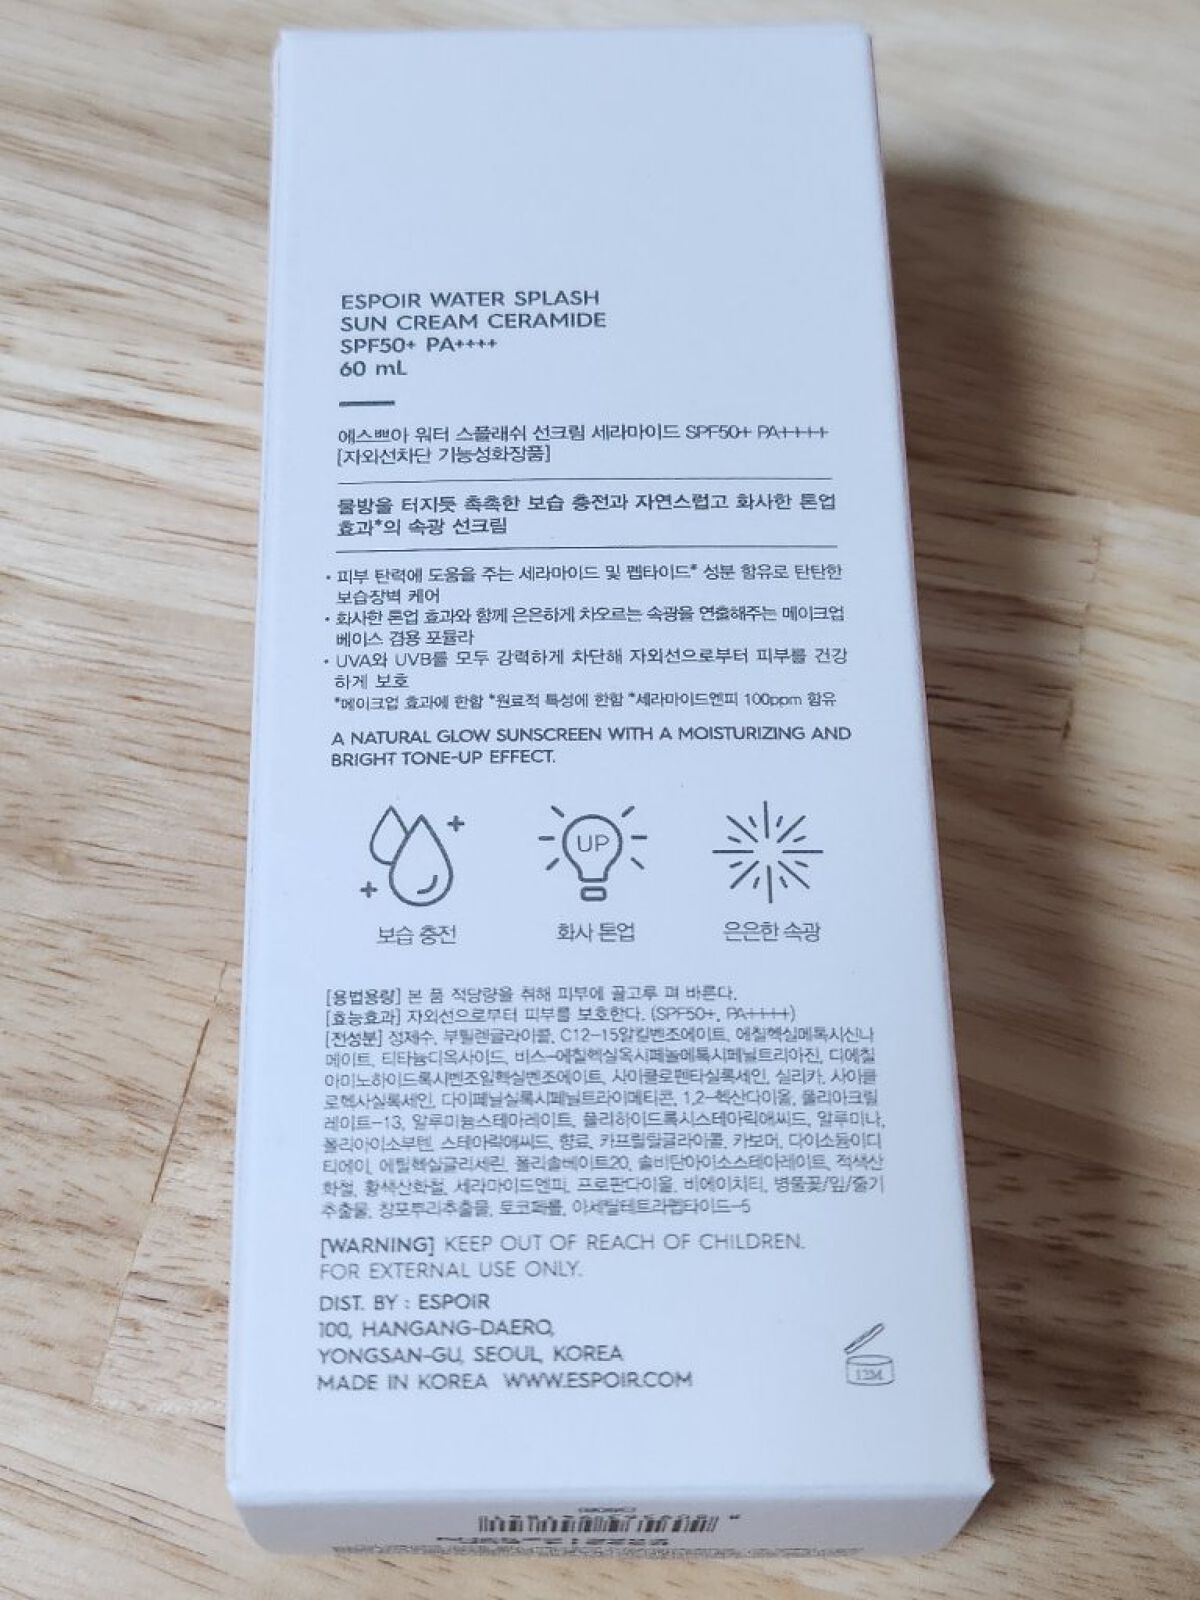 ESPOIR WATER SPLASH
SUN CREAM CERAMIDE
SPF50+ PA++++
60 mL
에스쁘아 워터 스플래쉬 선크림 세라마이드 SPF50+ PA++++
[자외선차단 기능성화장품]
물방울 터지듯 촉촉한 보습 충전과 자연스럽고 화사한 톤업
효과*의 속광 선크림
• 피부 탄력에 도움을 주는 세라마이드 및 펩타이드* 성분 함유로 탄탄한
보습장벽 케어
• 화사한 톤업 효과와 함께 은은하게 차오르는 속광을 연출해주는 메이크업
베이스 겸용 포뮬라
• UVA와 UVB를 모두 강력하게 차단해 자외선으로부터 피부를 건강
하게 보호
*메이크업 효과에 한함 *원료적 특성에 한함 *세라마이드엔피 100ppm 함유
A NATURAL GLOW SUNSCREEN WITH A MOISTURIZING AND
BRIGHT TONE-UP EFFECT.
UP
보습 충전 화사 톤업 은은한 속광
[용법용량] 본 품 적당량을 취해 피부에 골고루 펴 바른다.
[효능효과] 자외선으로부터 피부를 보호한다. (SPF50+, PA++++)
[전성분] 정제수, 부틸렌글라이콜, C12-15알킬벤조에이트, 에칠헥실메톡시신나
메이트, 티타늄디옥사이드, 비스-에칠헥실옥시페놀메톡시페닐트리아진, 디에칠
아미노하이드록시벤조일헥실벤조에이트, 사이클로펜타실록세인, 실리카, 사이클
로헥사실록세인, 다이페닐실록시페닐트라이메티콘, 1,2-헥산다이올, 폴리아크릴
레이트-13, 알루미늄스테아레이트, 폴리하이드록시스테아릭애씨드, 알루미나,
폴리아이소부텐, 스테아릭애씨드, 향료, 카프릴릴글라이콜, 카보머, 다이소듐이디
티에이, 에틸헥실글리세린, 폴리솔베이트20, 솔비탄아이소스테아레이트, 적색산
화철, 황색산화철, 세라마이드엔피, 프로판다이올, 비에이치티, 병풀꽃/잎/줄기
추출물, 창포뿌리추출물, 토코페롤, 아세틸테트라펩타이드-5
[WARNING] KEEP OUT OF REACH OF CHILDREN.
FOR EXTERNAL USE ONLY.
DIST. BY : ESPOIR
100, HANGANG-DAERO,
YONGSAN-GU, SEOUL, KOREA
MADE IN KOREA WWW.ESPOIR.COM
12M